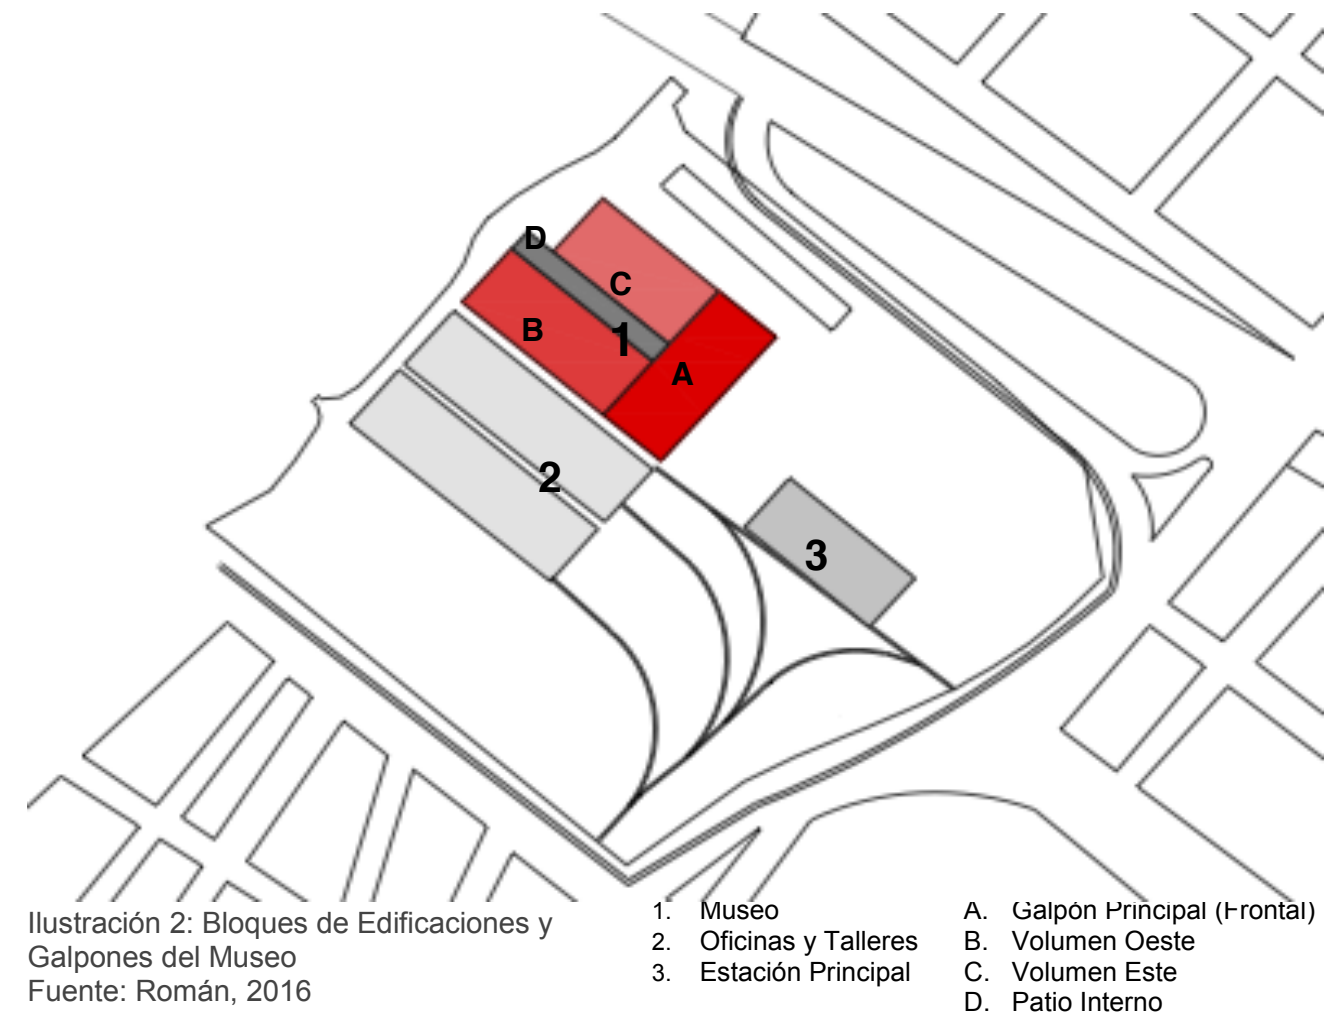 D
C
1
B
A
2
3
Ilustración 2: Bloques de Edificaciones y
Galpones del Museo
Fuente: Román, 2016
1. Museo
2. Oficinas y Talleres
3. Estación Principal
A. Galpón Principal (Frontal)
B. Volumen Oeste
C. Volumen Este
D. Patio Interno